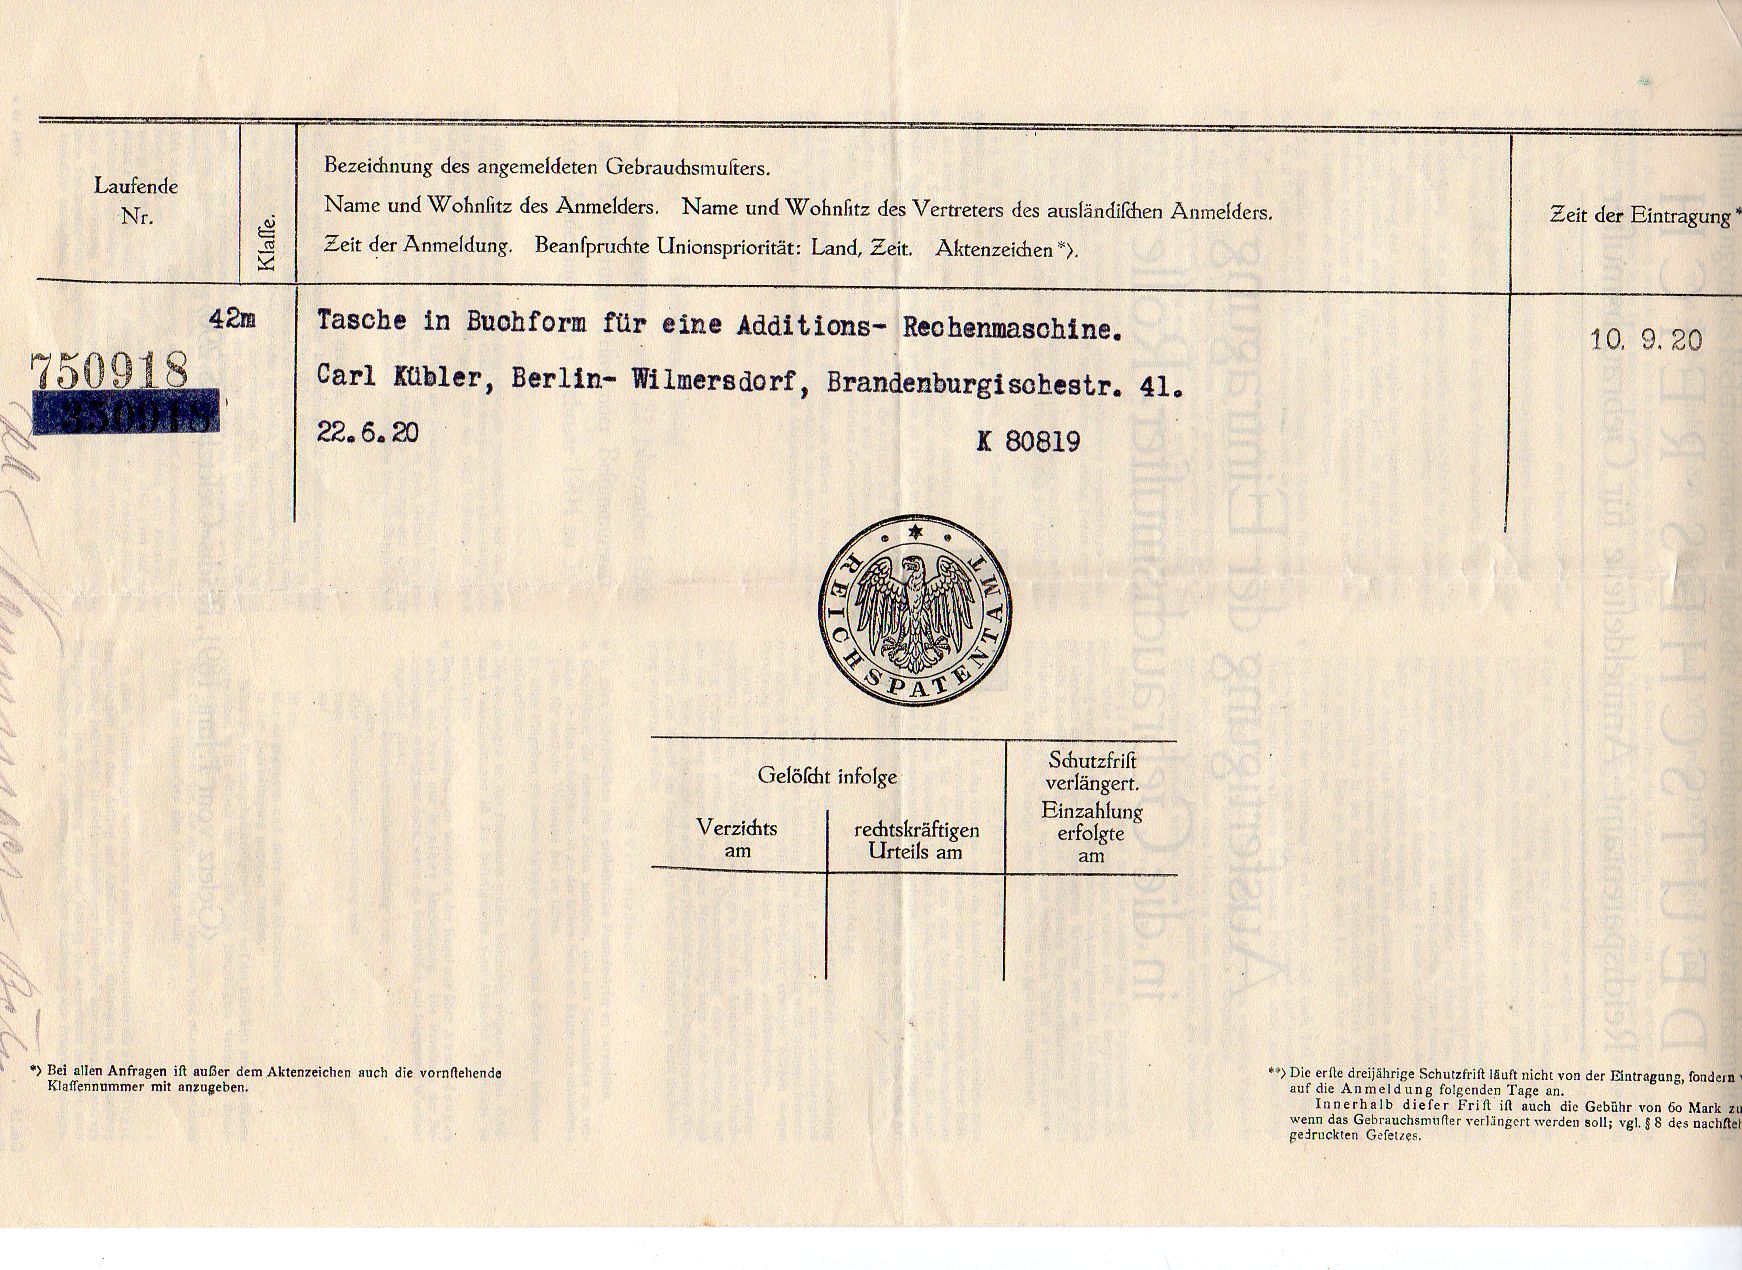 Laufende
Nr.
Klaſſe.
Bezeichnung des angemeldeten Gebrauchsmuſters.
Name und Wohnſitz des Anmelders. Name und Wohnſitz des Vertreters des ausländiſchen Anmelders.
Zeit der Anmeldung. Beanſpruchte Unionspriorität: Land, Zeit. Aktenzeichen *).
Zeit der Eintragung *
42m
Tasche in Buchform für eine Additions- Rechenmaschine.
10. 9. 20
750918
350918
Carl Kübler, Berlin- Wilmersdorf, Brandenburgischestr. 41.
22.6.20
K 80819
REICHSPATENTAMT
Gelöſcht infolge
Verzichts
am
rechtskräftigen
Urteils am
Schutzfriſt
verlängert.
Einzahlung
erfolgte
am
*) Bei allen Anfragen iſt außer dem Aktenzeichen auch die vornſtehende
Klaſſennummer mit anzugeben.
**) Die erſte dreijährige Schutzfriſt läuft nicht von der Eintragung, ſondern
auf die Anmeldung folgenden Tage an.
Innerhalb dieſer Friſt iſt auch die Gebühr von 60 Mark zu
wenn das Gebrauchsmuſter verlängert werden soll; vgl. § 8 des nachſteh
gedruckten Geſetzes.